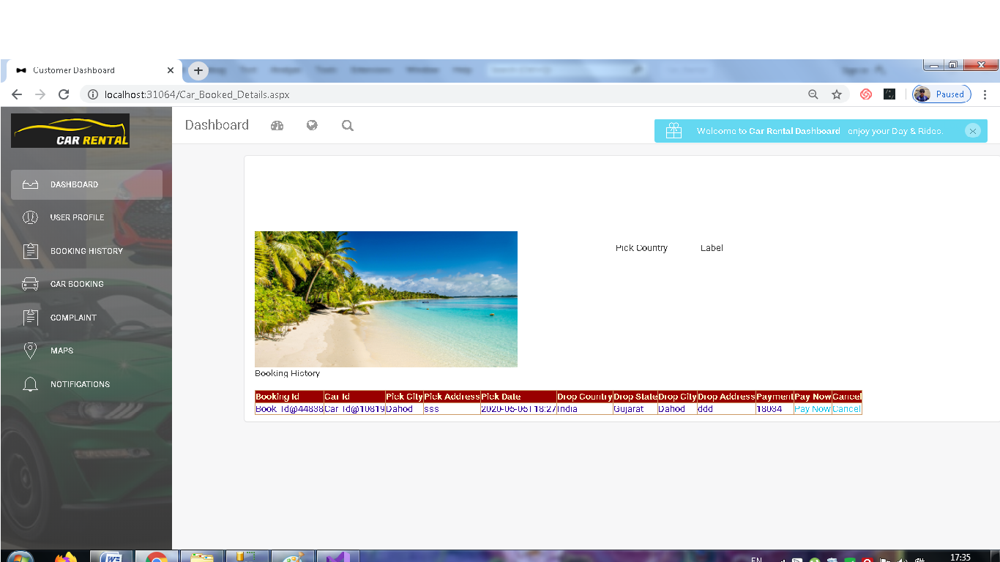 Customer Dashboard
localhost:31064/Car_Booked_Details.aspx
Paused
CAR RENTAL
Dashboard
Welcome to Car Rental Dashboard enjoy your Day & Rides.
DASHBOARD
USER PROFILE
BOOKING HISTORY
CAR BOOKING
COMPLAINT
MAPS
NOTIFICATIONS
Pick Country Label
Booking History
Booking Id Car Id Pick City Pick Address Pick Date Drop Country Drop State Drop City Drop Address Payment Pay Now Cancel
Book_Id@44838 Car_Id@10819 Dahod sss 2020-05-05T18:27 India Gujarat Dahod ddd 18034 Pay Now Cancel
EN
17:35